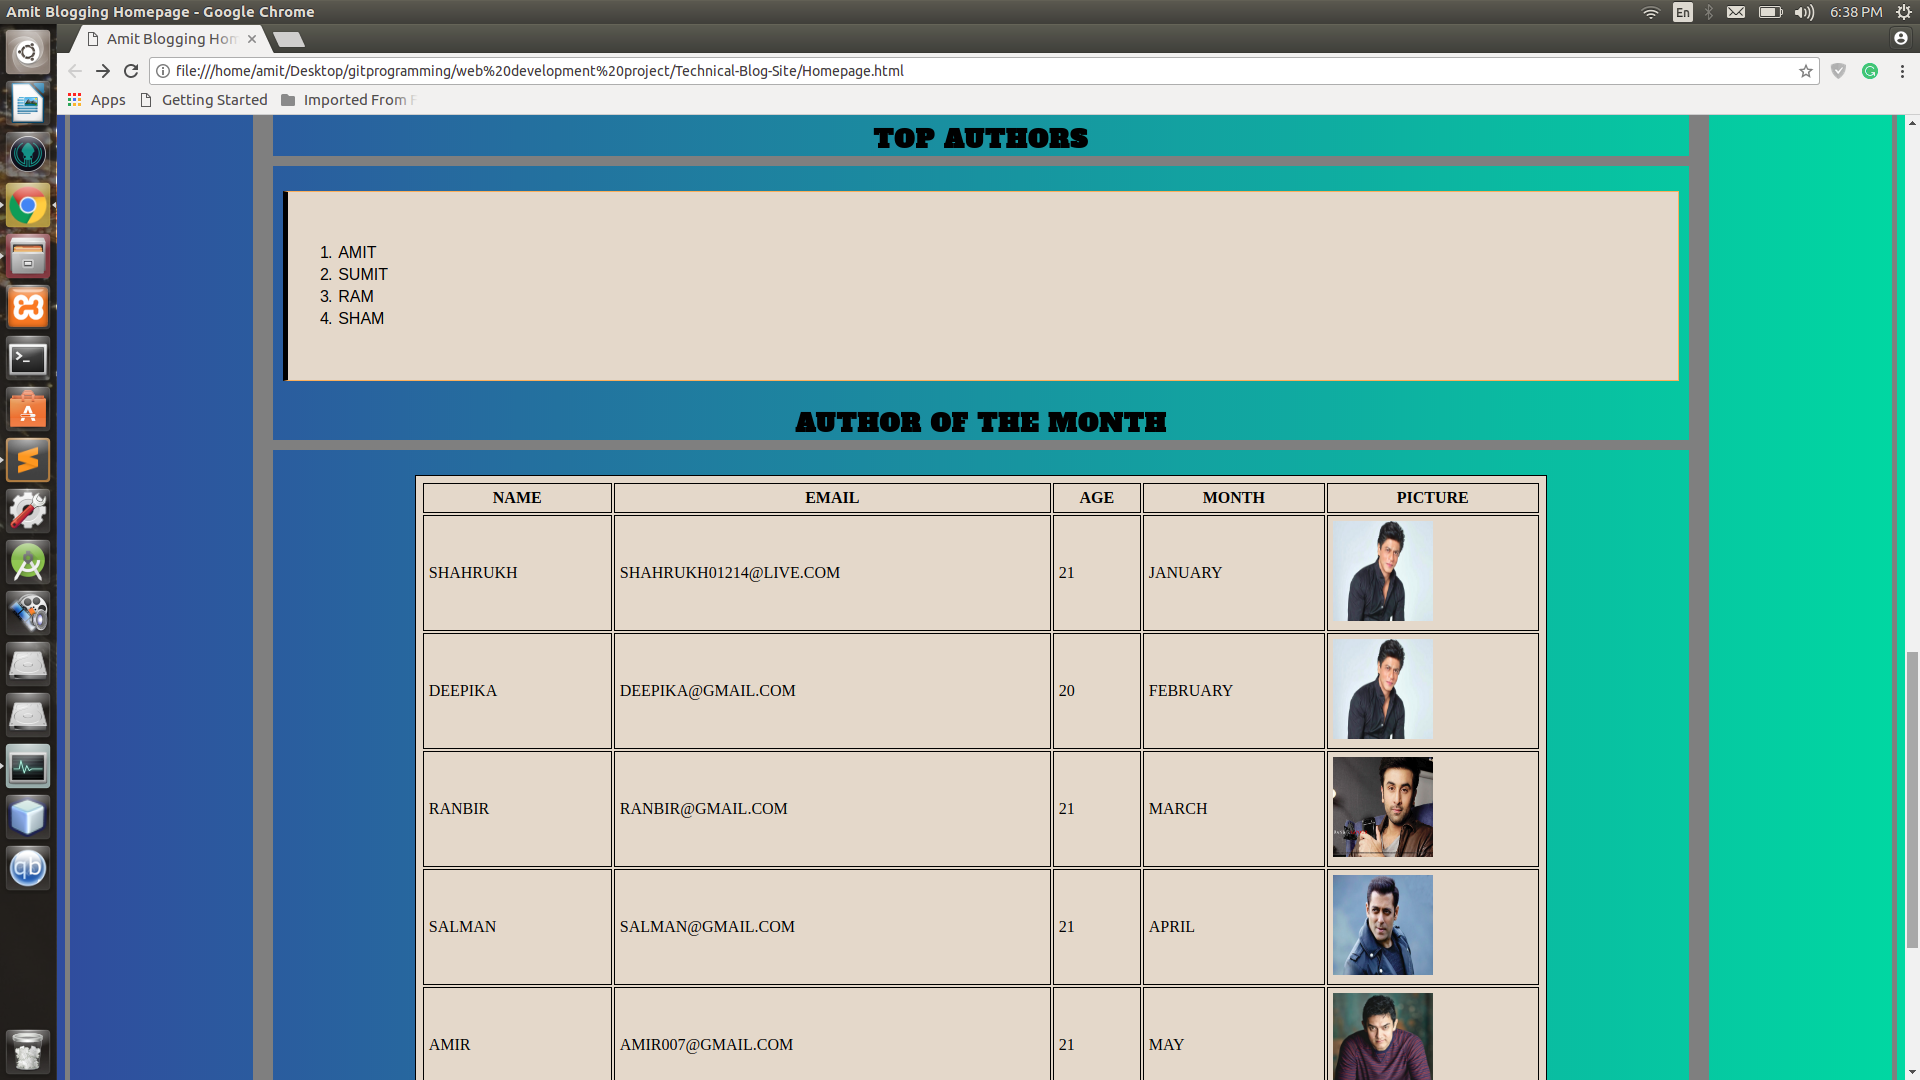 Amit Blogging Homepage - Google Chrome
En
6:38 PM
Amit Blogging Hom
file:///home/amit/Desktop/gitprogramming/web%20development%20project/Technical-Blog-Site/Homepage.html
Apps Getting Started Imported From F
TOP AUTHORS
1. AMIT
2. SUMIT
3. RAM
4. SHAM
AUTHOR OF THE MONTH
NAME EMAIL AGE MONTH PICTURE
SHAHRUKH SHAHRUKH01214@LIVE.COM 21 JANUARY
DEEPIKA DEEPIKA@GMAIL.COM 20 FEBRUARY
RANBIR RANBIR@GMAIL.COM 21 MARCH
SALMAN SALMAN@GMAIL.COM 21 APRIL
AMIR AMIR007@GMAIL.COM 21 MAY
qb